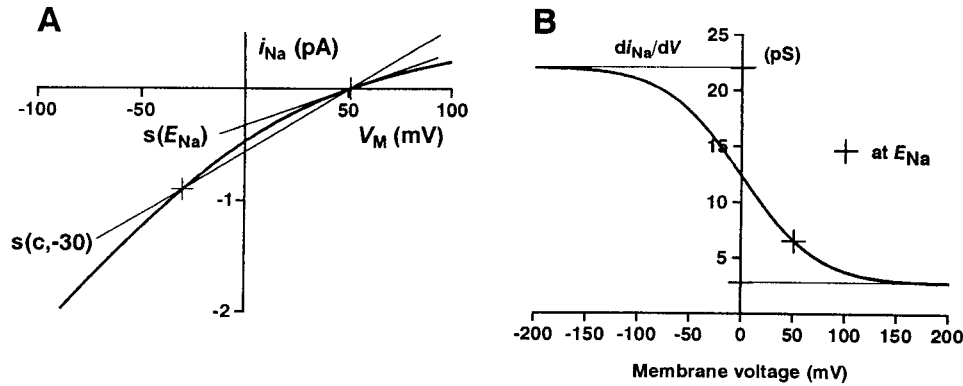 A
i_Na (pA)
-100 -50 50 100
s(E_Na)
V_M (mV)
-1
s(c,-30)
-2
B
di_Na/dV
25
(pS)
20
15
at E_Na
10
5
-200 -150 -100 -50 0 50 100 150 200
Membrane voltage (mV)